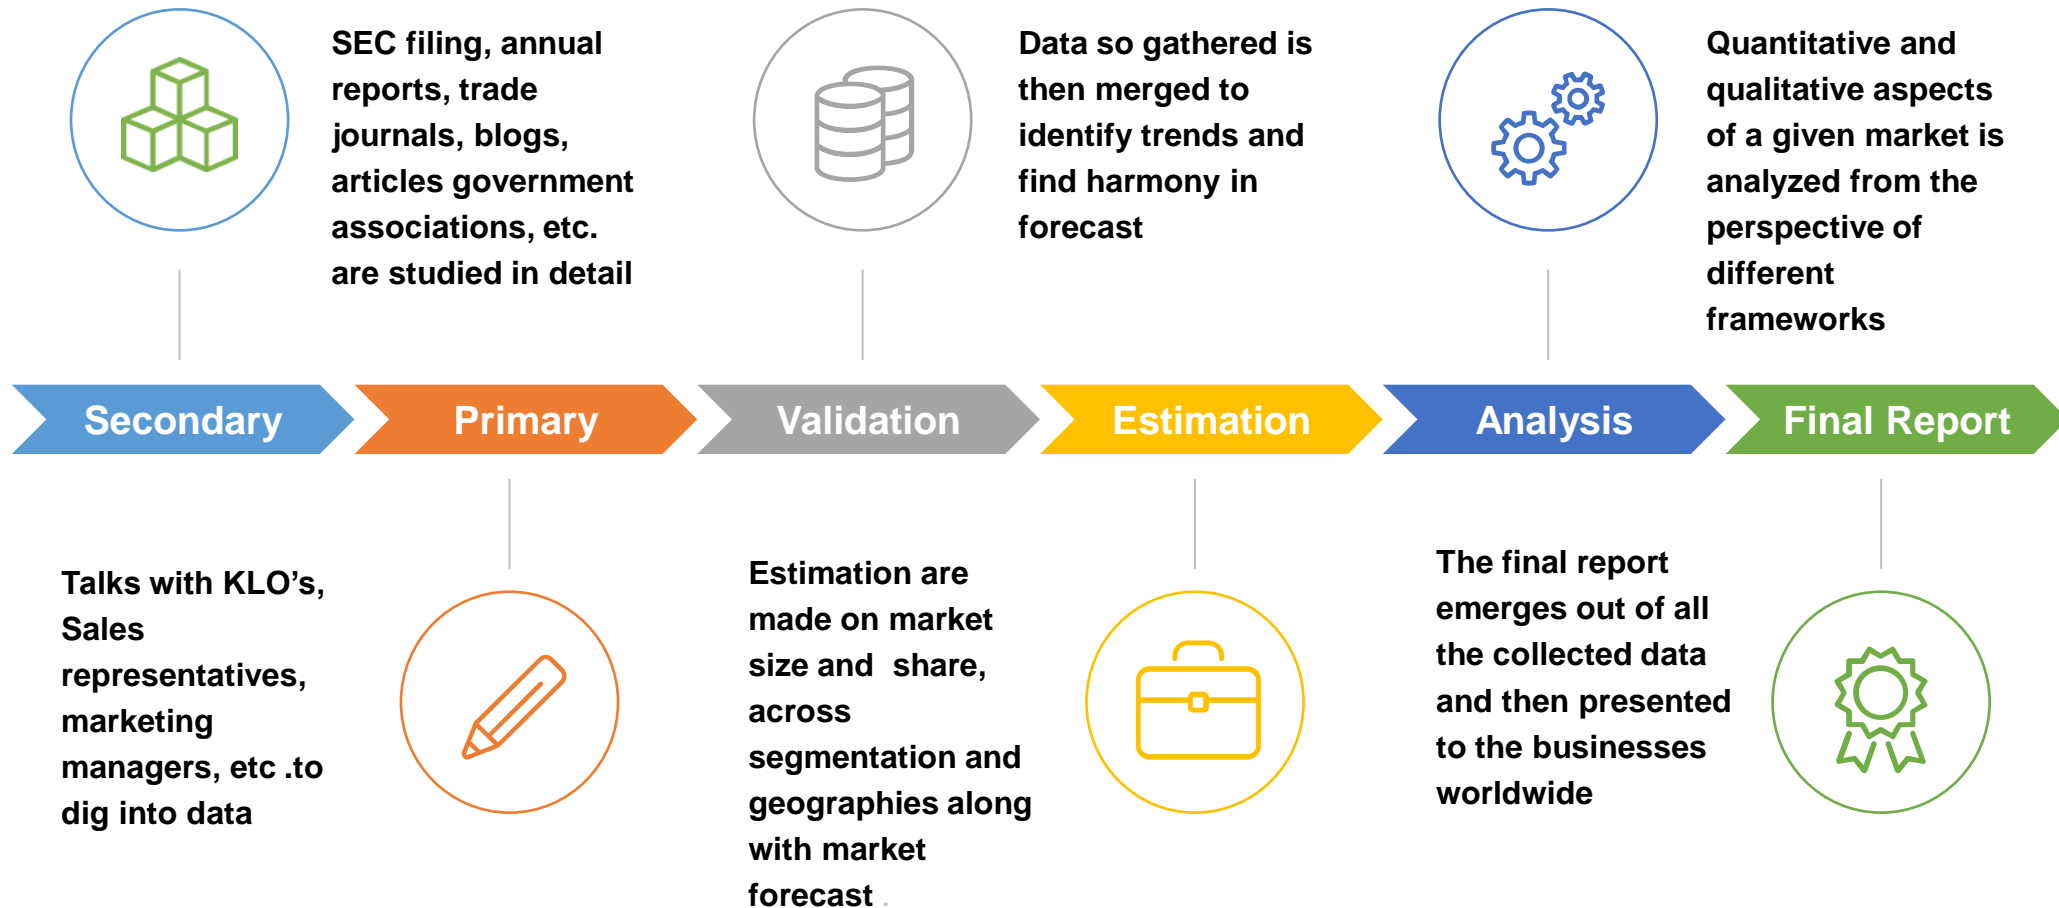 SEC filing, annual
reports, trade
journals, blogs,
articles government
associations, etc.
are studied in detail
Data so gathered is
then merged to
identify trends and
find harmony in
forecast
Quantitative and
qualitative aspects
of a given market is
analyzed from the
perspective of
different
frameworks
Secondary
Primary
Validation
Estimation
Analysis
Final Report
Talks with KLO’s,
Sales
representatives,
marketing
managers, etc .to
dig into data
Estimation are
made on market
size and  share,
across
segmentation and
geographies along
with market
forecast .
The final report
emerges out of all
the collected data
and then presented
to the businesses
worldwide